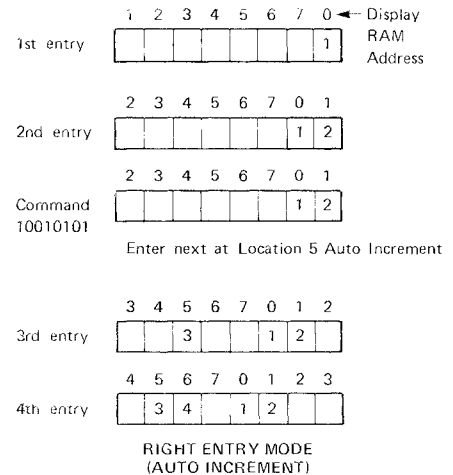 1 2 3 4 5 6 7 0 Display
1st entry 1 RAM
Address
2 3 4 5 6 7 0 1
2nd entry 1 2
2 3 4 5 6 7 0 1
Command 1 2
10010101
Enter next at Location 5 Auto Increment
3 4 5 6 7 0 1 2
3rd entry 3 1 2
4 5 6 7 0 1 2 3
4th entry 3 4 1 2
RIGHT ENTRY MODE
(AUTO INCREMENT)